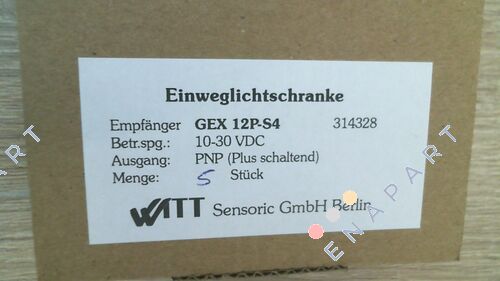 Einweglichtschranke
Empfänger GEX 12P-S4 314328
Betr.spg.: 10-30 VDC
Ausgang: PNP (Plus schaltend)
Menge: 5 Stück
WATT Sensoric GmbH Berlin
ENAPART